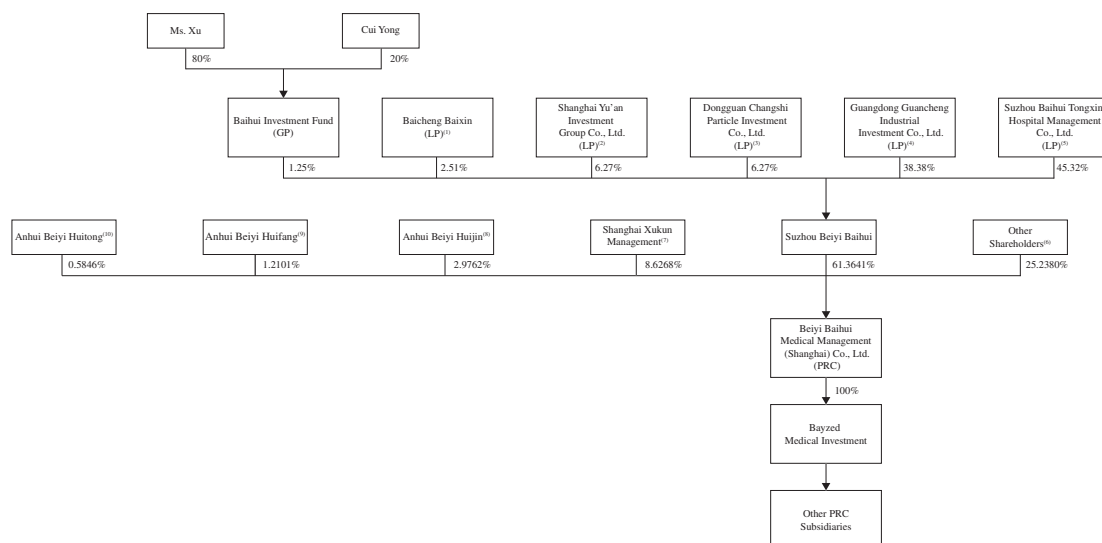 Ms. Xu
Cui Yong
80%
20%
Baihui Investment Fund
(GP)
Baicheng Baixin
(LP)(1)
Shanghai Yu'an
Investment
Group Co., Ltd.
(LP)(2)
Dongguan Changshi
Particle Investment
Co., Ltd.
(LP)(3)
Guangdong Guancheng
Industrial
Investment Co., Ltd.
(LP)(4)
Suzhou Baihui Tongxin
Hospital Management
Co., Ltd.
(LP)(5)
1.25%
2.51%
6.27%
6.27%
38.38%
45.32%
Anhui Beiyi Huitong(10)
Anhui Beiyi Huifang(9)
Anhui Beiyi Huijin(8)
Shanghai Xukun
Management(7)
Suzhou Beiyi Baihui
Other
Shareholders(6)
0.5846%
1.2101%
2.9762%
8.6268%
61.3641%
25.2380%
Beiyi Baihui
Medical Management
(Shanghai) Co., Ltd.
(PRC)
100%
Bayzed
Medical Investment
Other PRC
Subsidiaries